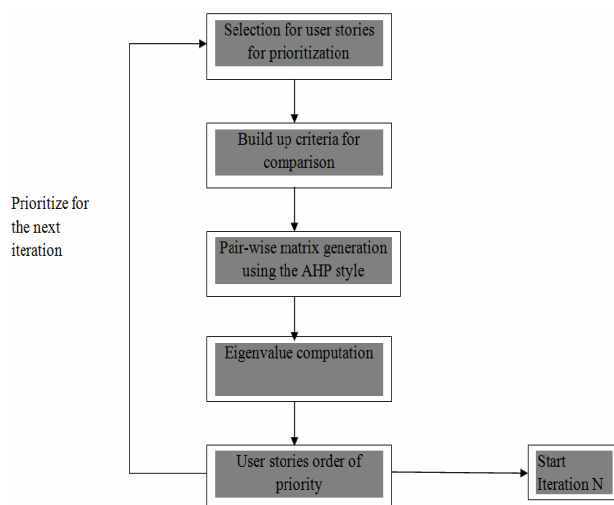 Selection for user stories
for prioritization
Build up criteria for
comparison
Prioritize for
the next
iteration
Pair-wise matrix generation
using the AHP style
Eigenvalue computation
User stories order of
priority
Start
Iteration N